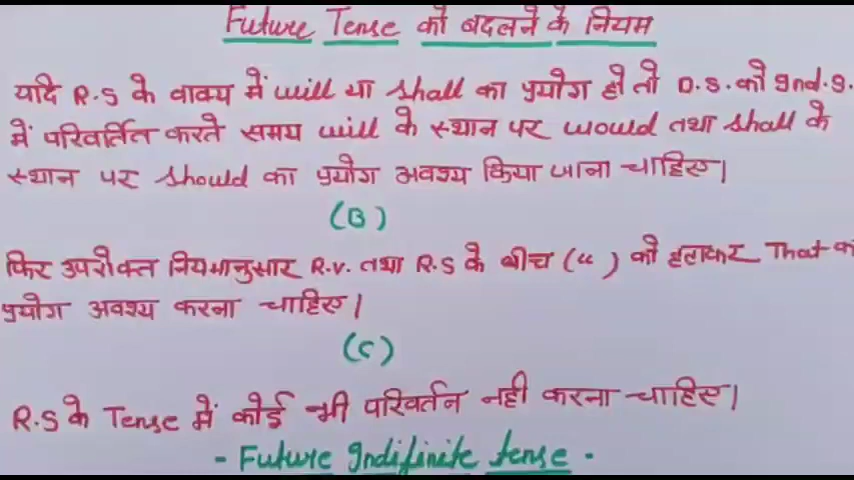 Future Tense को बदलने के नियम
यदि R.S के वाक्य में will या shall का प्रयोग हो तो D.S. को Ind.S.
में परिवर्तित करते समय will के स्थान पर would तथा shall के
स्थान पर should का प्रयोग अवश्य किया जाना चाहिए।
(B)
फिर उपरोक्त नियमानुसार R.V. तथा R.S के बीच (“ ) को हटाकर That का
प्रयोग अवश्य करना चाहिए।
(C)
R.S के Tense में कोई भी परिवर्तन नही करना चाहिए।
- Future Indifinite tense -